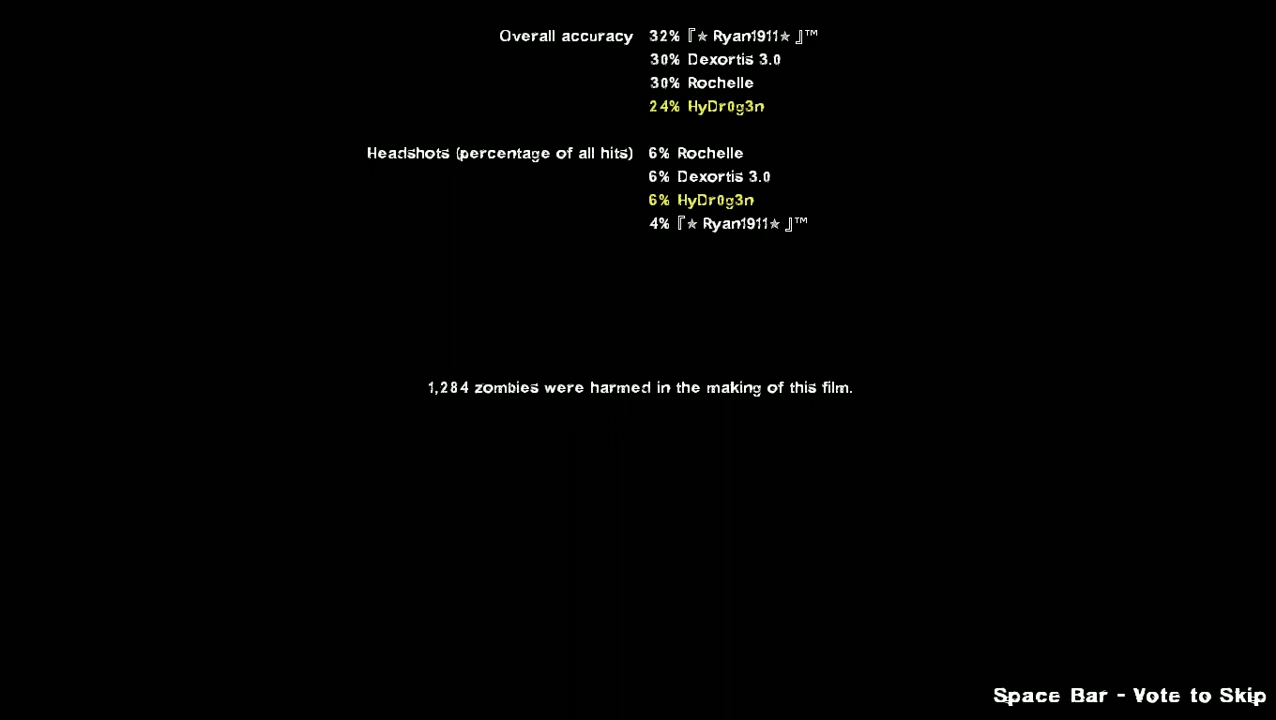 Overall accuracy 32% 『★ Ryan1911★ 』™
30% Dexortis 3.0
30% Rochelle
24% HyDr0g3n
Headshots (percentage of all hits) 6% Rochelle
6% Dexortis 3.0
6% HyDr0g3n
4% 『★ Ryan1911★ 』™
1,284 zombies were harmed in the making of this film.
Space Bar - Vote to Skip